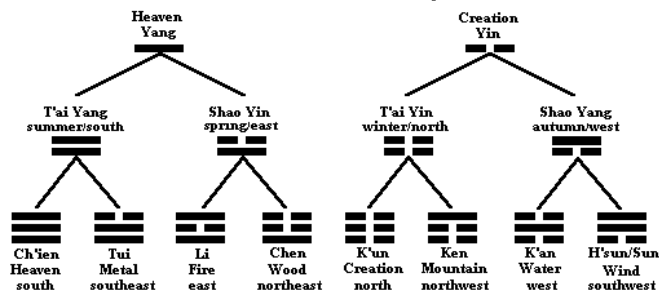 Heaven
Yang
Creation
Yin
T'ai Yang
summer/south
Shao Yin
spring/east
T'ai Yin
winter/north
Shao Yang
autumn/west
Ch'ien
Heaven
south
Tui
Metal
southeast
Li
Fire
east
Chen
Wood
northeast
K'un
Creation
north
Ken
Mountain
northwest
K'an
Water
west
H'sun/Sun
Wind
southwest